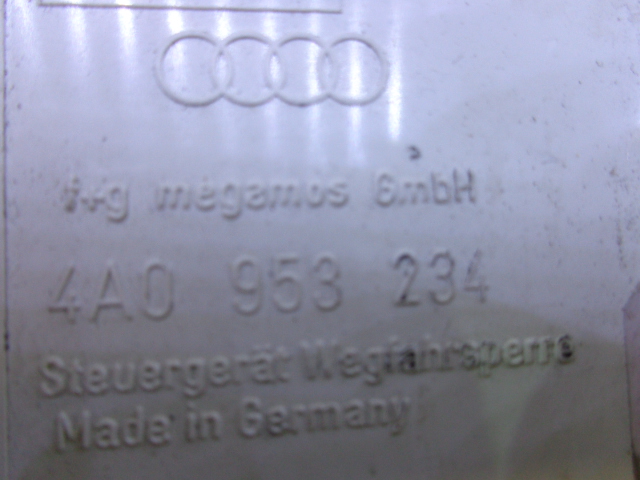 f+g megamos GmbH
4A0 953 234
Steuergerät Wegfahrsperre
Made in Germany